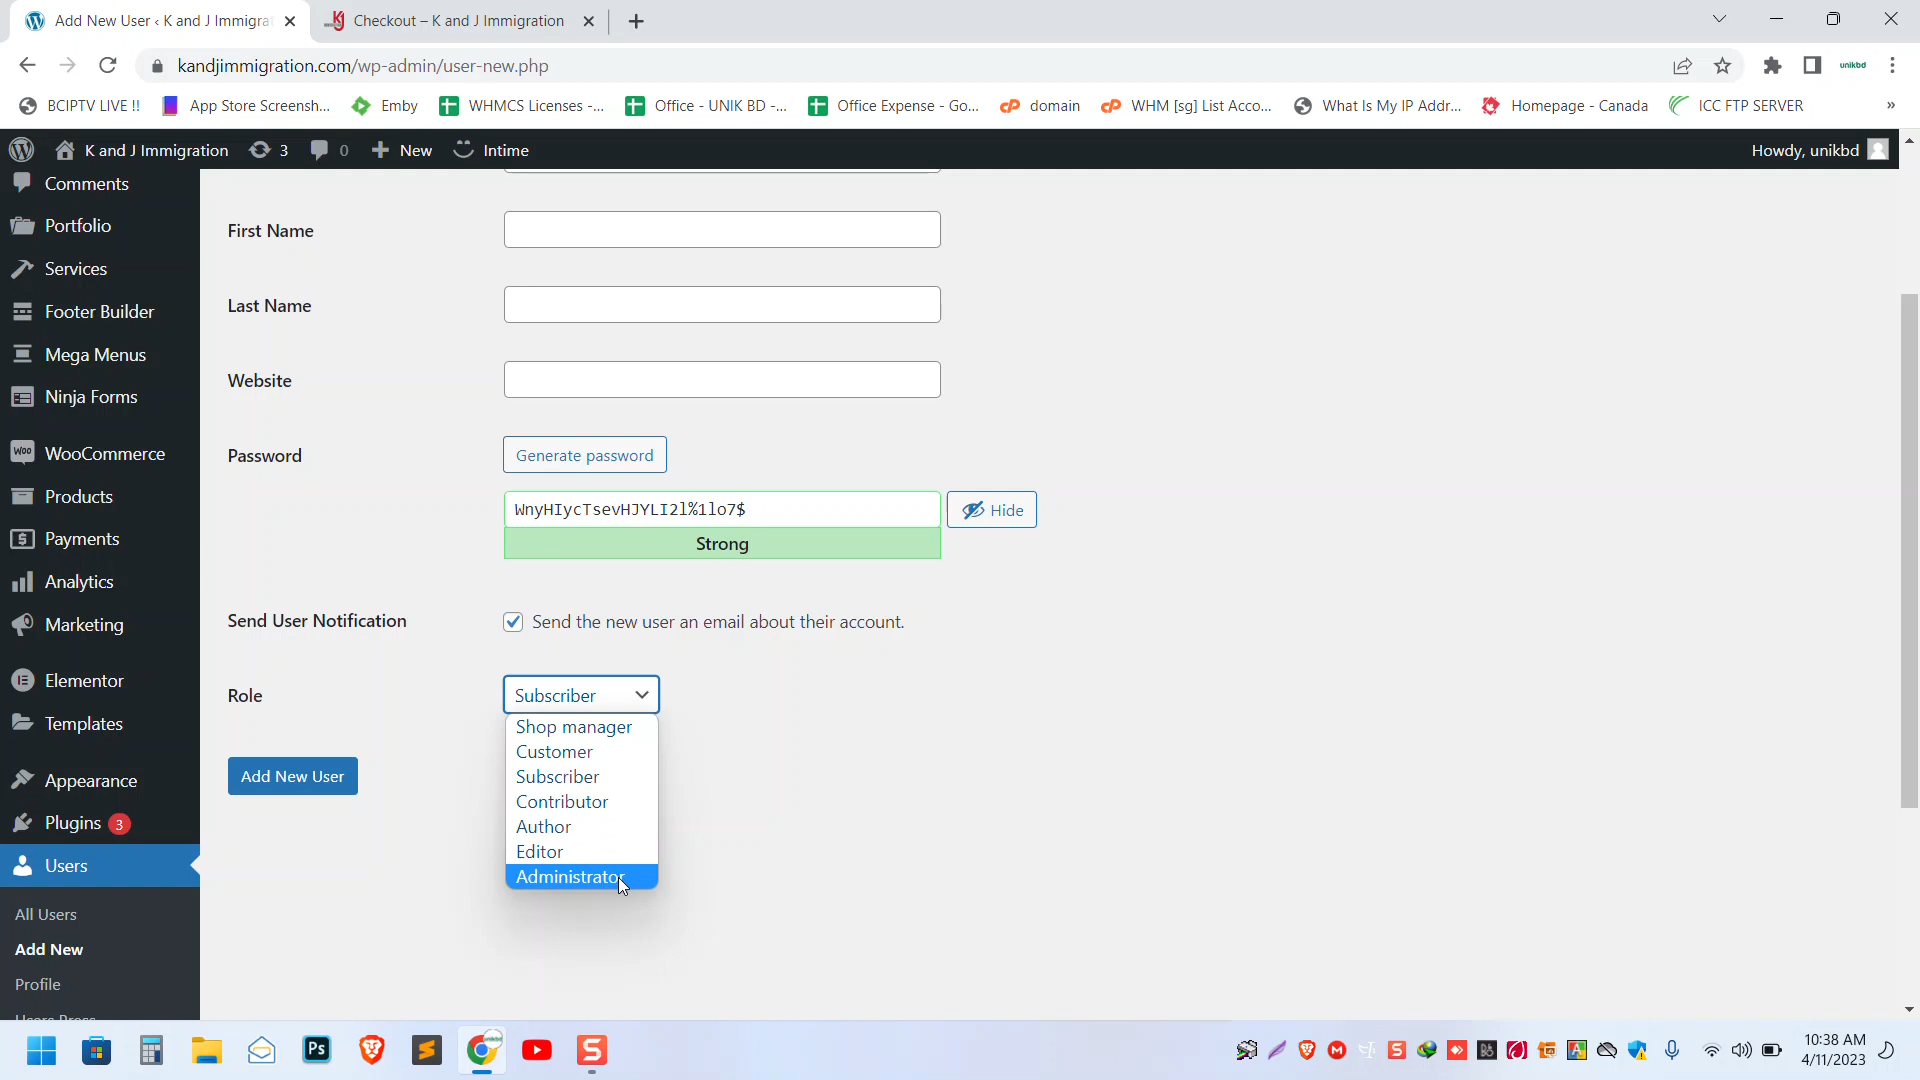 Add New User ‹ K and J Immigra
Checkout – K and J Immigration
kandjimmigration.com/wp-admin/user-new.php
unikbd
BCIPTV LIVE !!
App Store Screensh...
Emby
WHMCS Licenses -...
Office - UNIK BD -...
Office Expense - Go...
domain
WHM [sg] List Acco...
What Is My IP Addr...
Homepage - Canada
ICC FTP SERVER
»
K and J Immigration
3
0
New
Intime
Howdy, unikbd
Comments
Portfolio
Services
Footer Builder
Mega Menus
Ninja Forms
WooCommerce
Products
Payments
Analytics
Marketing
Elementor
Templates
Appearance
Plugins 3
Users
All Users
Add New
Profile
First Name
Last Name
Website
Password
Generate password
WnyHIycTsevHJYLI2l%1lo7$
Hide
Strong
Send User Notification
Send the new user an email about their account.
Role
Subscriber
Shop manager
Customer
Subscriber
Contributor
Author
Editor
Administrator
Add New User
Ps
10:38 AM
4/11/2023